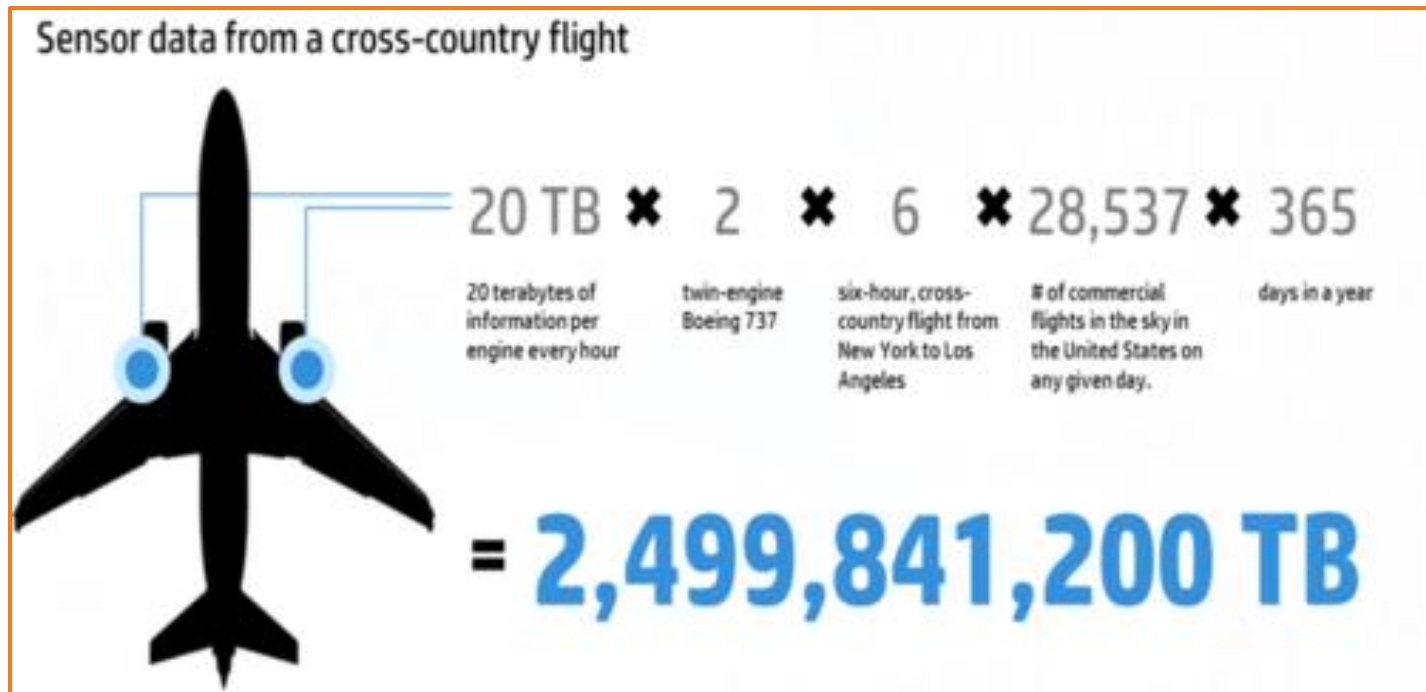 Sensor data from a cross-country flight
20 TB ✖ 2 ✖ 6 ✖ 28,537 ✖ 365
20 terabytes of
information per
engine every hour
twin-engine
Boeing 737
six-hour, cross-
country flight from
New York to Los
Angeles
# of commercial
flights in the sky in
the United States on
any given day.
days in a year
= 2,499,841,200 TB